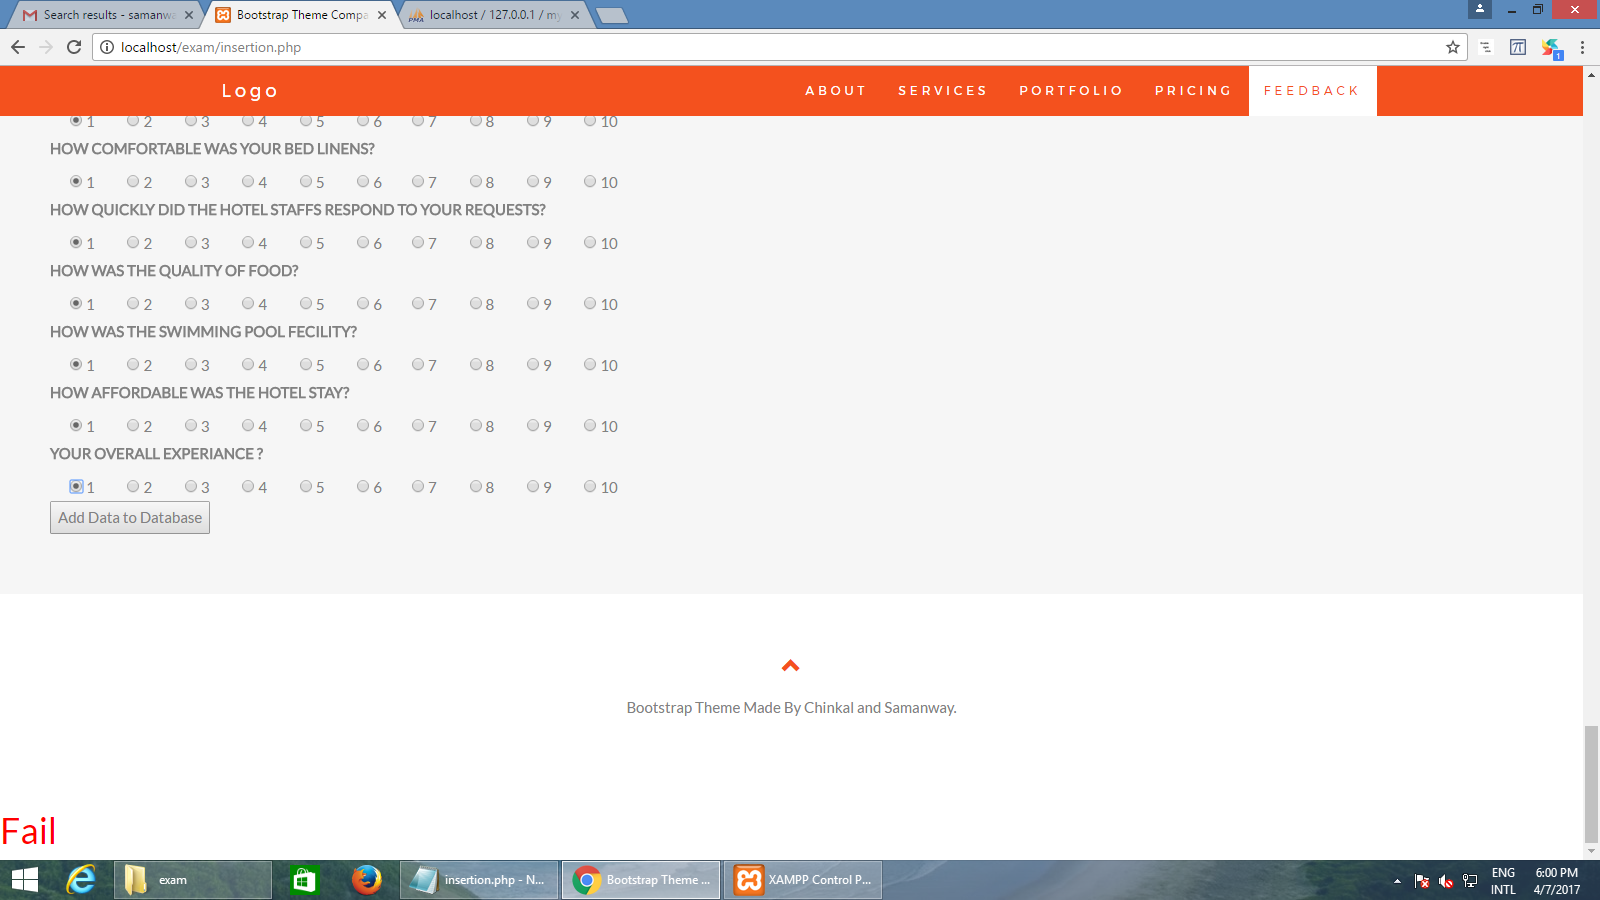 Search results - samanwa
Bootstrap Theme Compa
localhost / 127.0.0.1 / my
localhost/exam/insertion.php
Logo
ABOUT SERVICES PORTFOLIO PRICING FEEDBACK
1 2 3 4 5 6 7 8 9 10
HOW COMFORTABLE WAS YOUR BED LINENS?
1 2 3 4 5 6 7 8 9 10
HOW QUICKLY DID THE HOTEL STAFFS RESPOND TO YOUR REQUESTS?
1 2 3 4 5 6 7 8 9 10
HOW WAS THE QUALITY OF FOOD?
1 2 3 4 5 6 7 8 9 10
HOW WAS THE SWIMMING POOL FECILITY?
1 2 3 4 5 6 7 8 9 10
HOW AFFORDABLE WAS THE HOTEL STAY?
1 2 3 4 5 6 7 8 9 10
YOUR OVERALL EXPERIANCE ?
1 2 3 4 5 6 7 8 9 10
Add Data to Database
Bootstrap Theme Made By Chinkal and Samanway.
Fail
exam
insertion.php - N...
Bootstrap Theme ...
XAMPP Control P...
ENG
INTL
6:00 PM
4/7/2017